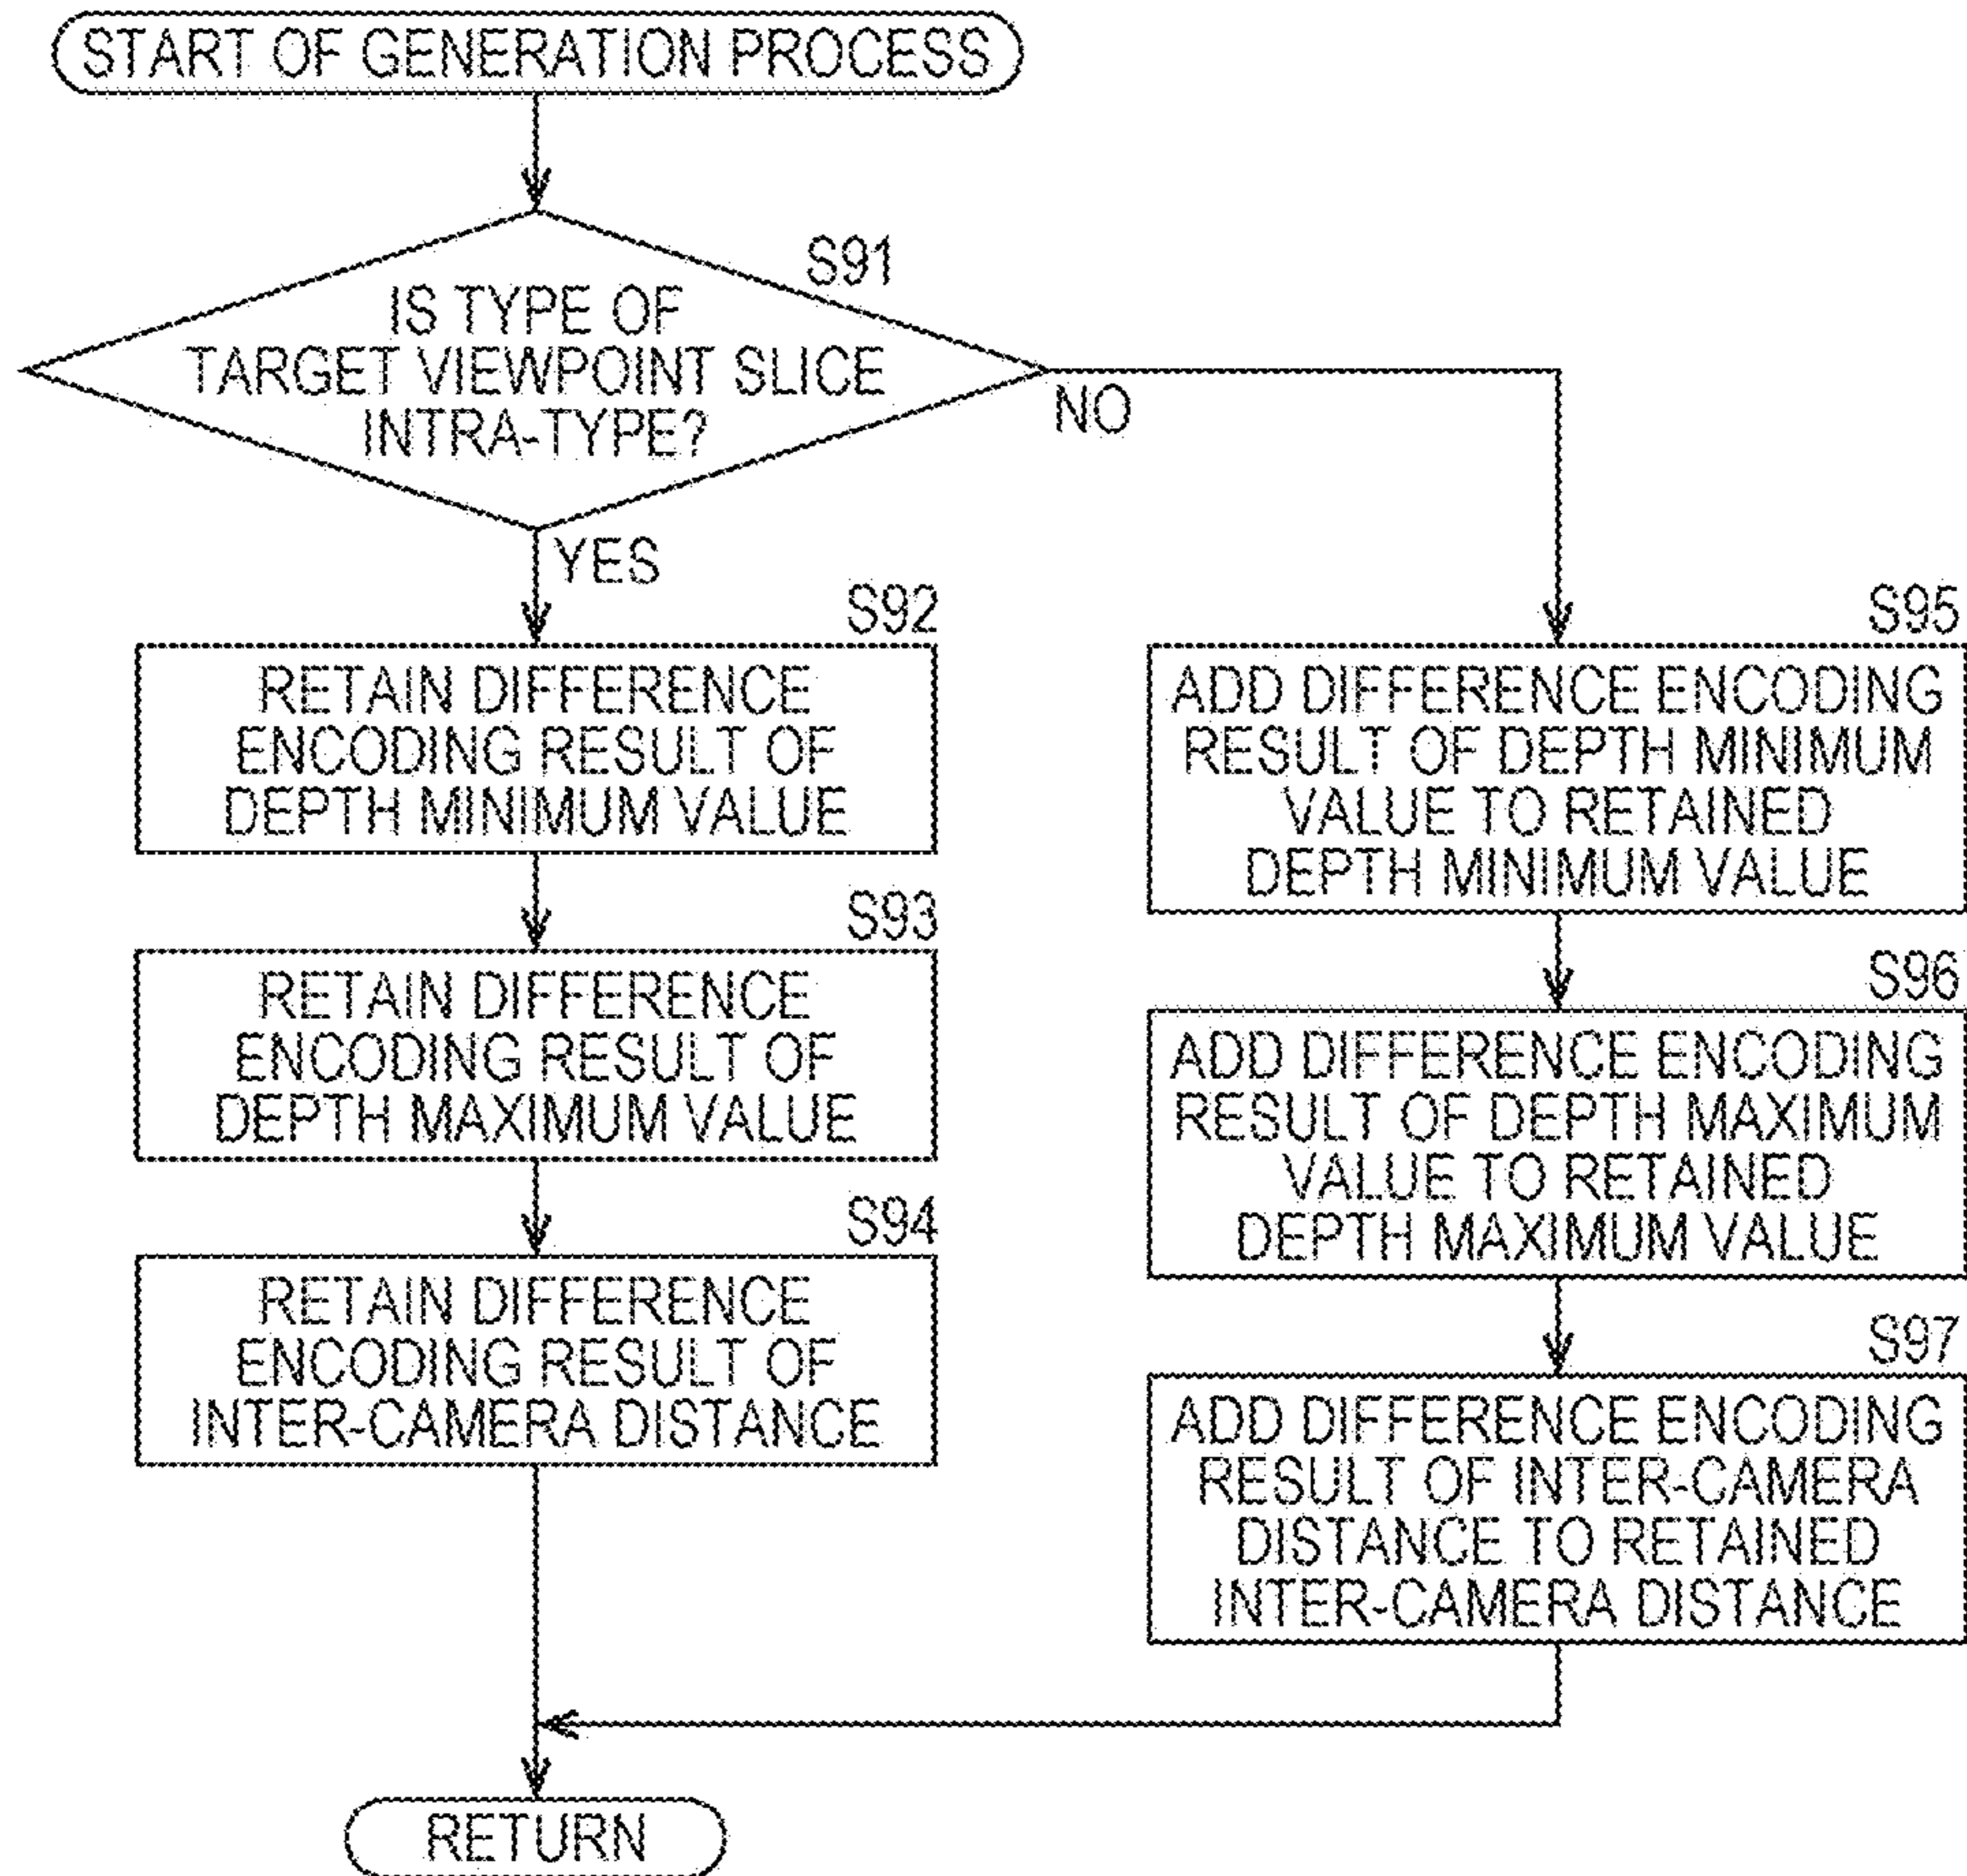 START OF GENERATION PROCESS
S91
IS TYPE OF
TARGET VIEWPOINT SLICE
INTRA-TYPE?
NO
YES
S92
RETAIN DIFFERENCE
ENCODING RESULT OF
DEPTH MINIMUM VALUE
S93
RETAIN DIFFERENCE
ENCODING RESULT OF
DEPTH MAXIMUM VALUE
S94
RETAIN DIFFERENCE
ENCODING RESULT OF
INTER-CAMERA DISTANCE
S95
ADD DIFFERENCE ENCODING
RESULT OF DEPTH MINIMUM
VALUE TO RETAINED
DEPTH MINIMUM VALUE
S96
ADD DIFFERENCE ENCODING
RESULT OF DEPTH MAXIMUM
VALUE TO RETAINED
DEPTH MAXIMUM VALUE
S97
ADD DIFFERENCE ENCODING
RESULT OF INTER-CAMERA
DISTANCE TO RETAINED
INTER-CAMERA DISTANCE
RETURN